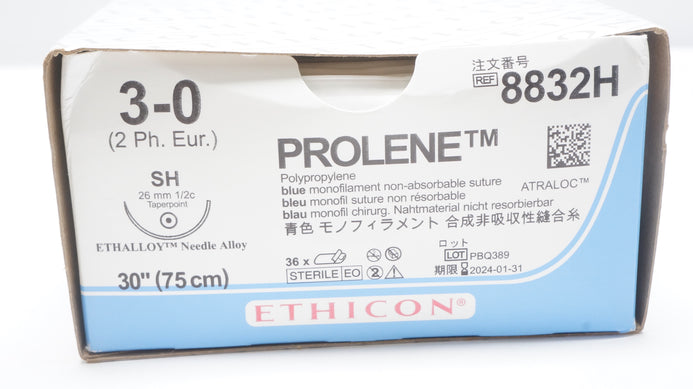 3-0
(2 Ph. Eur.)
SH
26 mm 1/2c
Taperpoint
ETHALLOY™ Needle Alloy
30" (75 cm)
注文番号
REF 8832H
PROLENE™
Polypropylene
ATRALOC™
blue monofilament non-absorbable suture
bleu monofil suture non résorbable
blau monofil chirurg. Nahtmaterial nicht resorbierbar
青色 モノフィラメント 合成非吸収性縫合糸
36 x
STERILE EO
2
ロット
LOT PBQ389
期限 2024-01-31
ETHICON®